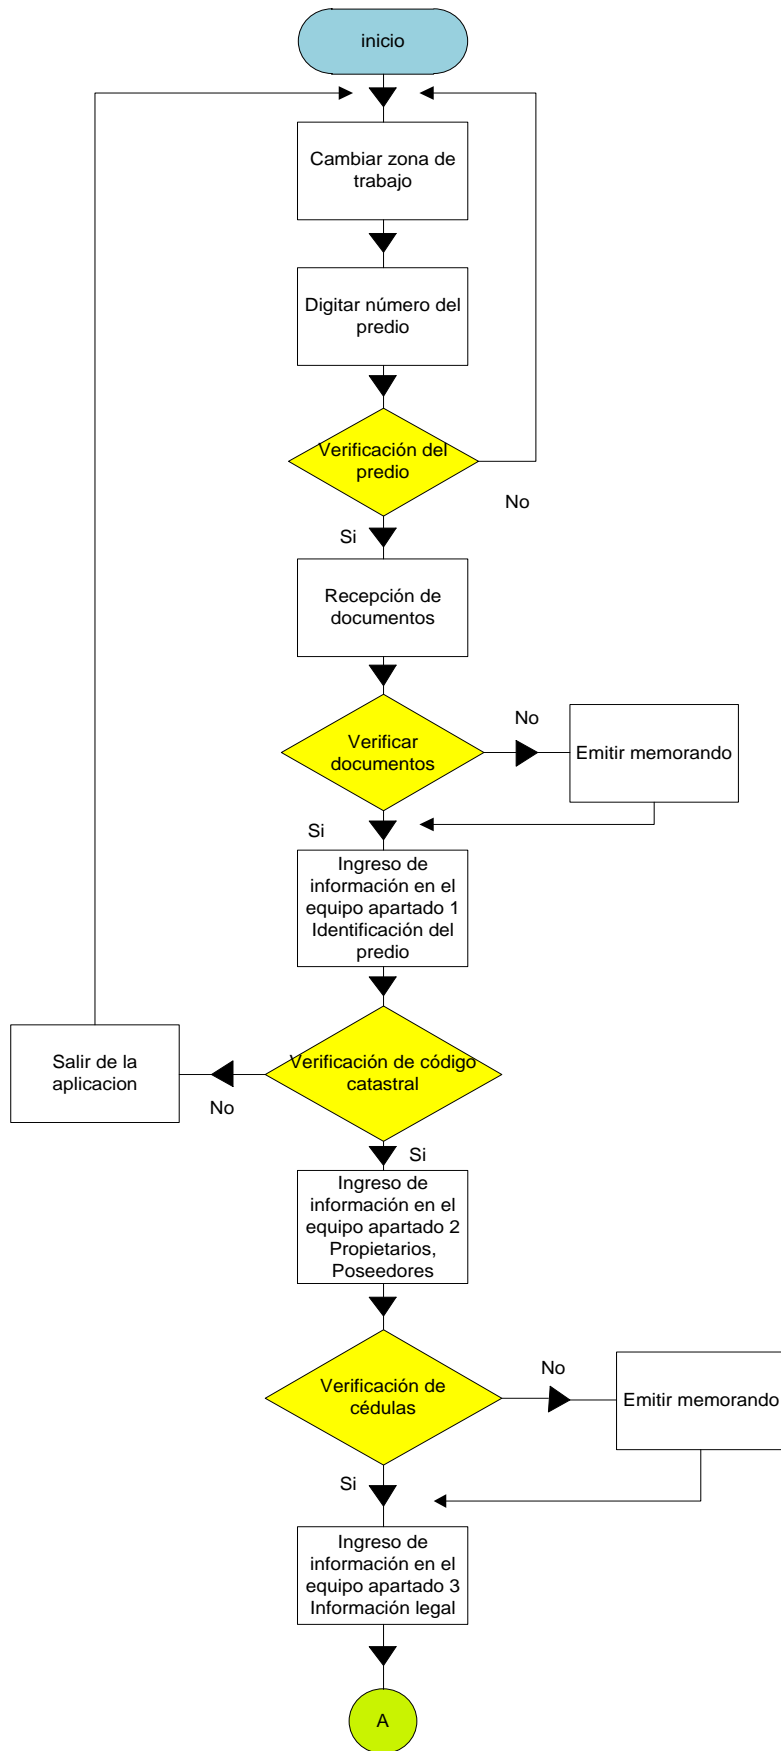 inicio
Cambiar zona de
trabajo
Digitar número del
predio
Verificación del
predio
No
Si
Recepción de
documentos
Verificar
documentos
No
Emitir memorando
Si
Ingreso de
información en el
equipo apartado 1
Identificación del
predio
Verificación de código
catastral
Salir de la
aplicacion
No
Si
Ingreso de
información en el
equipo apartado 2
Propietarios,
Poseedores
Verificación de
cédulas
No
Emitir memorando
Si
Ingreso de
información en el
equipo apartado 3
Información legal
A